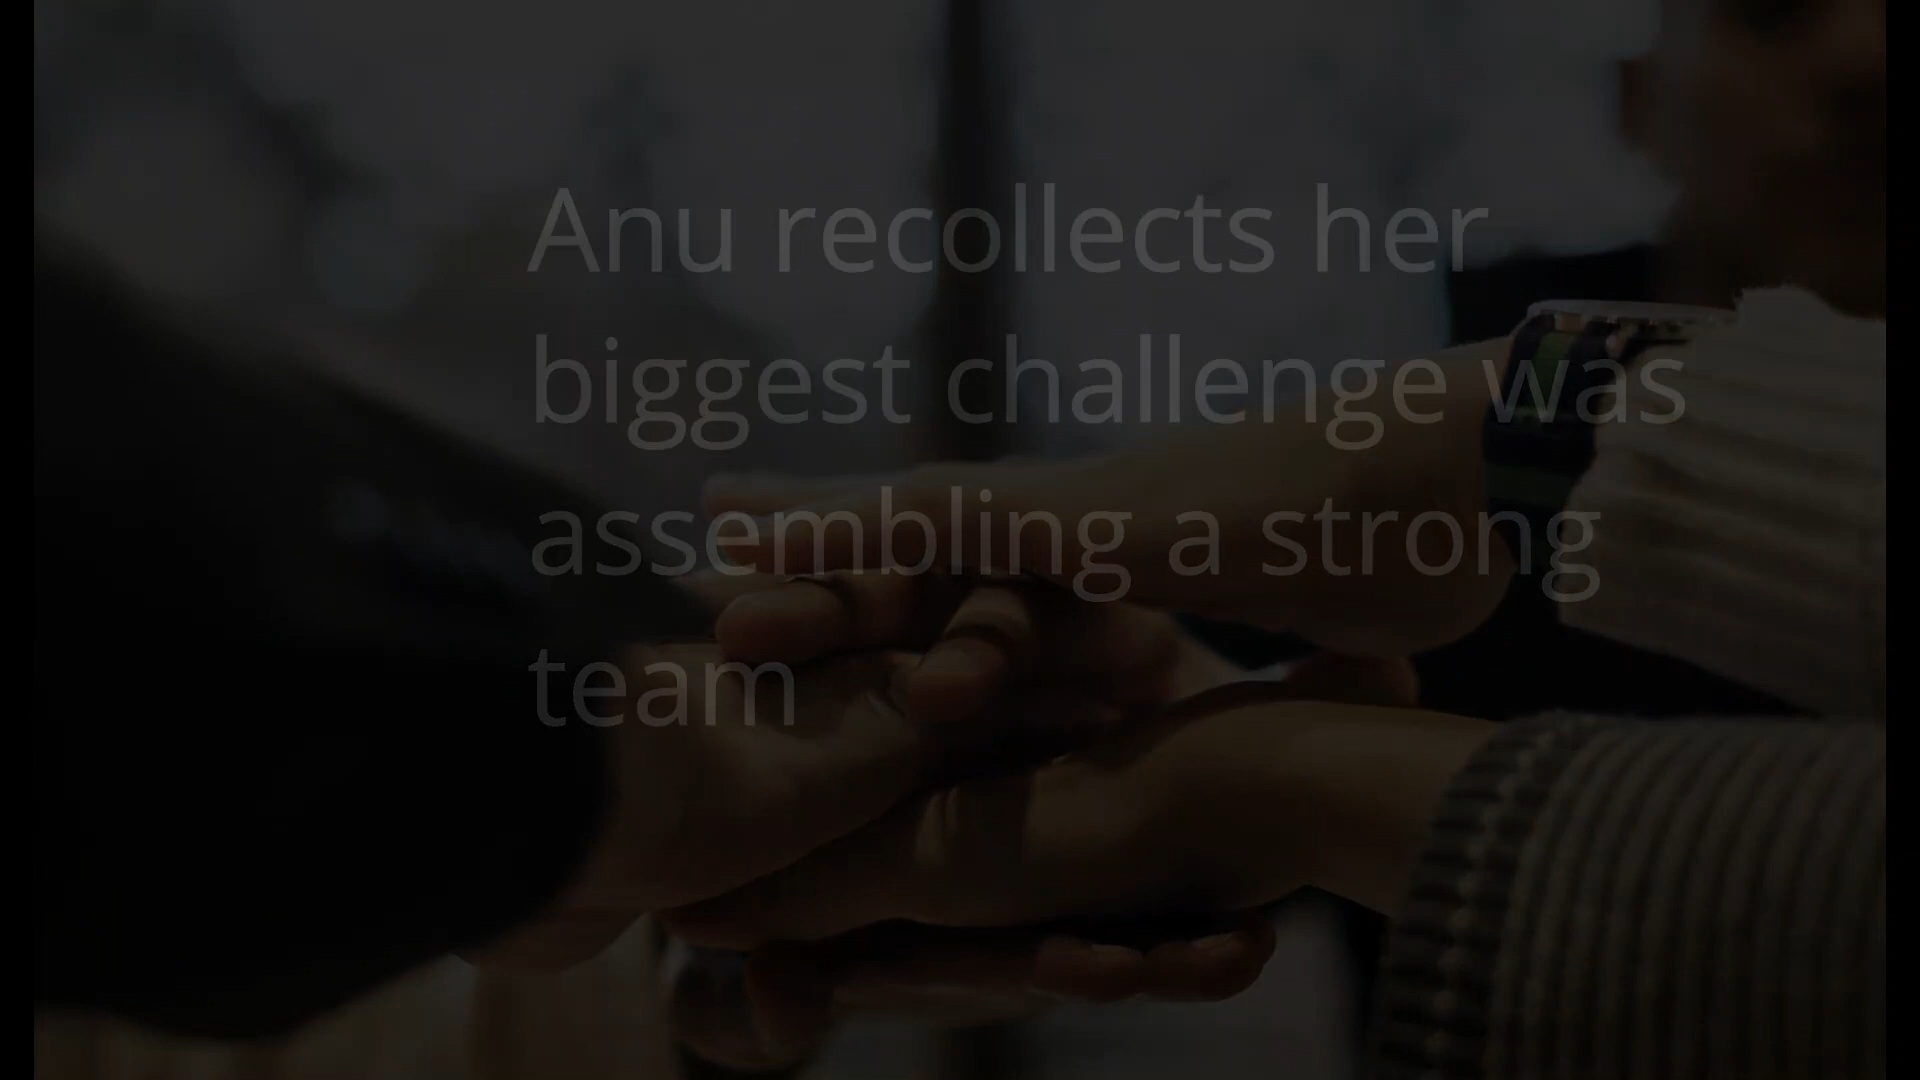 Anu recollects her
biggest challenge was
assembling a strong
team